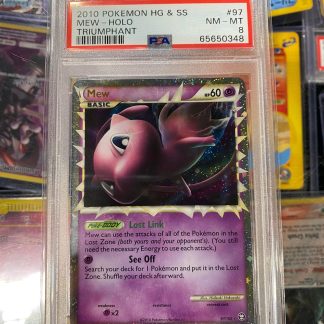 2010 POKEMON HG & SS #97
MEW - HOLO NM - MT
TRIUMPHANT PSA 8
65650348
Mew HP 60
BASIC
POKé-BODY Lost Link
Mew can use the attacks of all of the Pokémon in the
Lost Zone (both yours and your opponent's). (You still
need the necessary Energy to use each attack.)
See Off
Search your deck for 1 Pokémon and put it in the Lost
Zone. Shuffle your deck afterward.
weakness resistance
×2